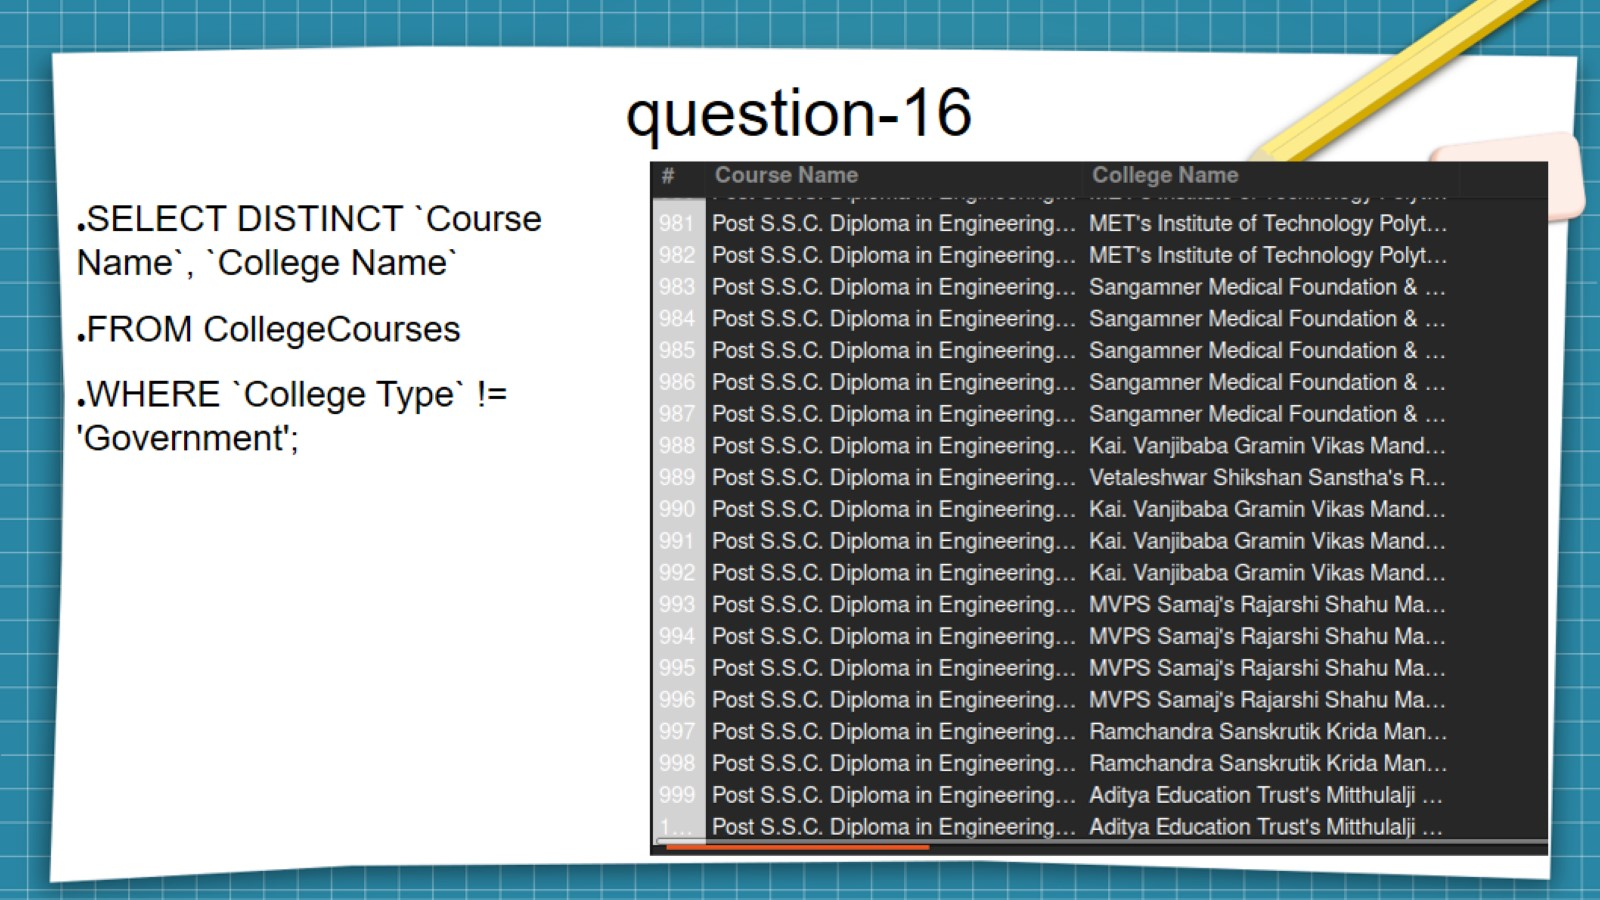 question-16
.SELECT DISTINCT `Course
Name`, `College Name`
.FROM CollegeCourses
.WHERE `College Type` !=
'Government';
# Course Name College Name
981 Post S.S.C. Diploma in Engineering... MET's Institute of Technology Polyt...
982 Post S.S.C. Diploma in Engineering... MET's Institute of Technology Polyt...
983 Post S.S.C. Diploma in Engineering... Sangamner Medical Foundation & ...
984 Post S.S.C. Diploma in Engineering... Sangamner Medical Foundation & ...
985 Post S.S.C. Diploma in Engineering... Sangamner Medical Foundation & ...
986 Post S.S.C. Diploma in Engineering... Sangamner Medical Foundation & ...
987 Post S.S.C. Diploma in Engineering... Sangamner Medical Foundation & ...
988 Post S.S.C. Diploma in Engineering... Kai. Vanjibaba Gramin Vikas Mand...
989 Post S.S.C. Diploma in Engineering... Vetaleshwar Shikshan Sanstha's R...
990 Post S.S.C. Diploma in Engineering... Kai. Vanjibaba Gramin Vikas Mand...
991 Post S.S.C. Diploma in Engineering... Kai. Vanjibaba Gramin Vikas Mand...
992 Post S.S.C. Diploma in Engineering... Kai. Vanjibaba Gramin Vikas Mand...
993 Post S.S.C. Diploma in Engineering... MVPS Samaj's Rajarshi Shahu Ma...
994 Post S.S.C. Diploma in Engineering... MVPS Samaj's Rajarshi Shahu Ma...
995 Post S.S.C. Diploma in Engineering... MVPS Samaj's Rajarshi Shahu Ma...
996 Post S.S.C. Diploma in Engineering... MVPS Samaj's Rajarshi Shahu Ma...
997 Post S.S.C. Diploma in Engineering... Ramchandra Sanskrutik Krida Man...
998 Post S.S.C. Diploma in Engineering... Ramchandra Sanskrutik Krida Man...
999 Post S.S.C. Diploma in Engineering... Aditya Education Trust's Mitthulalji ...
1... Post S.S.C. Diploma in Engineering... Aditya Education Trust's Mitthulalji ...